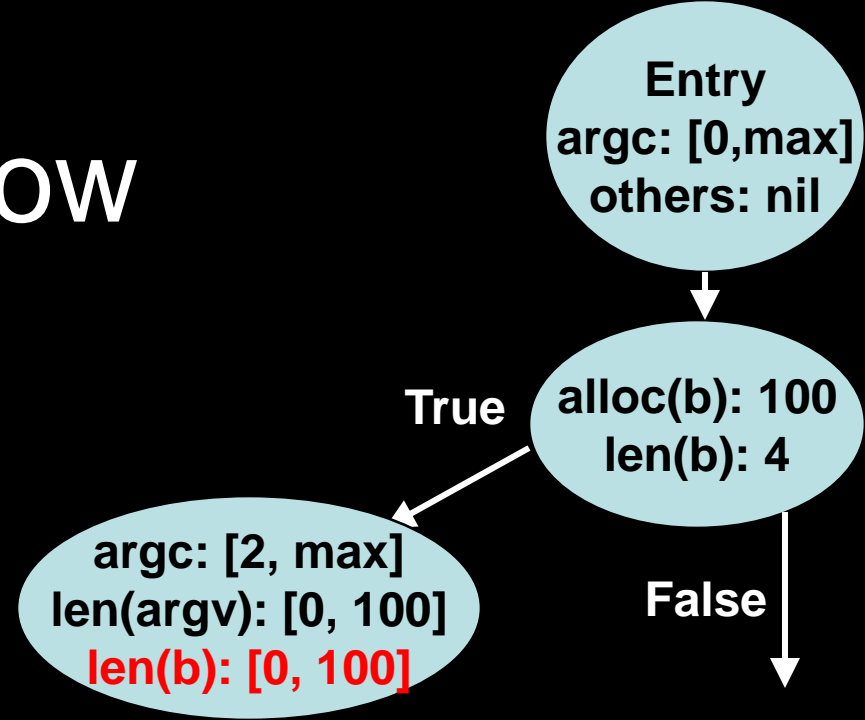 ow
Entry
argc: [0,max]
others: nil
True
alloc(b): 100
len(b): 4
argc: [2, max]
len(argv): [0, 100]
len(b): [0, 100]
False